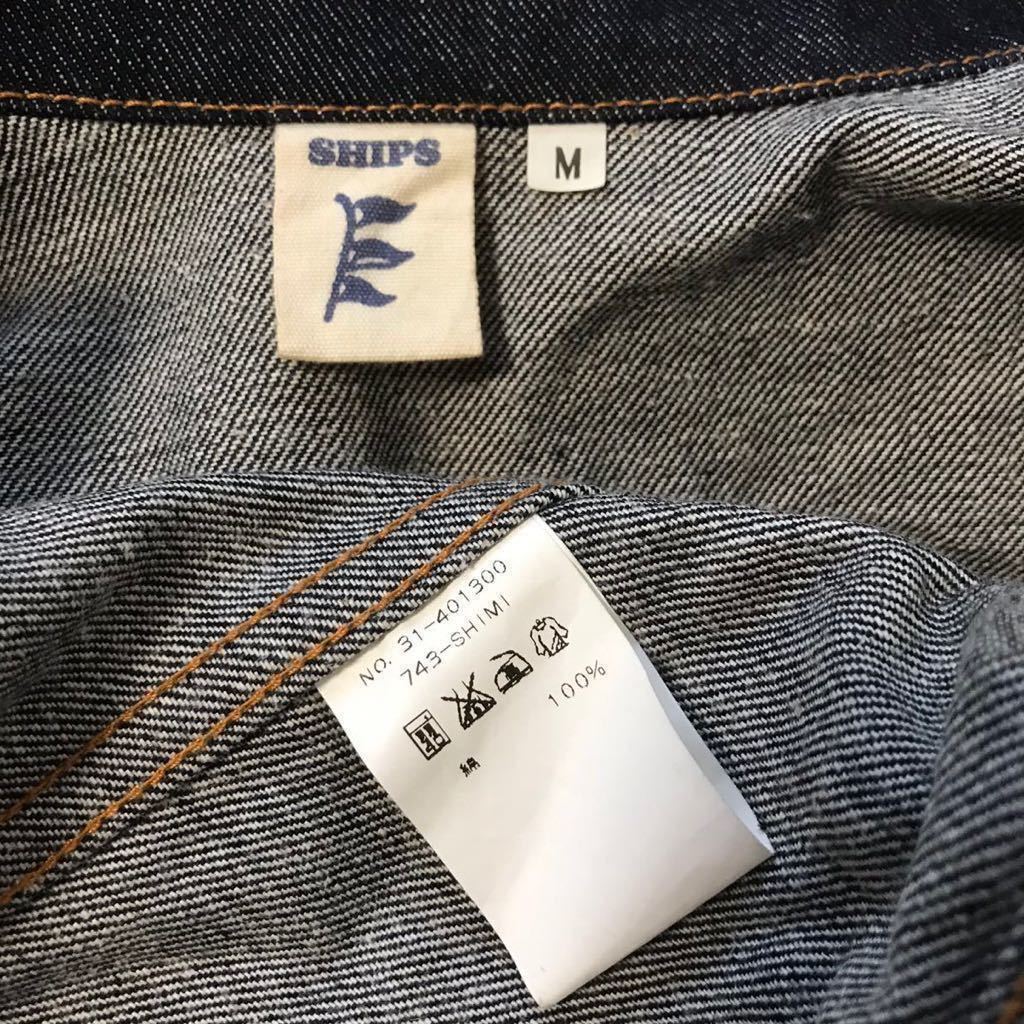 SHIPS
M
NO. 31-401300
743-SHIMI
綿 100%